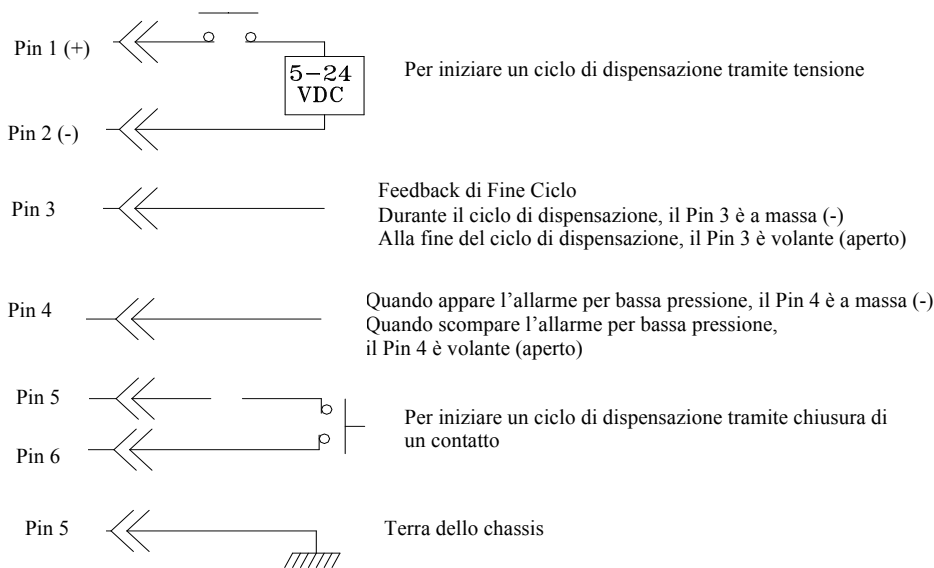 Pin 1 (+)
5-24
VDC
Per iniziare un ciclo di dispensazione tramite tensione
Pin 2 (-)
Pin 3
Feedback di Fine Ciclo
Durante il ciclo di dispensazione, il Pin 3 è a massa (-)
Alla fine del ciclo di dispensazione, il Pin 3 è volante (aperto)
Pin 4
Quando appare l'allarme per bassa pressione, il Pin 4 è a massa (-)
Quando scompare l'allarme per bassa pressione,
il Pin 4 è volante (aperto)
Pin 5
Per iniziare un ciclo di dispensazione tramite chiusura di
un contatto
Pin 6
Pin 5
Terra dello chassis